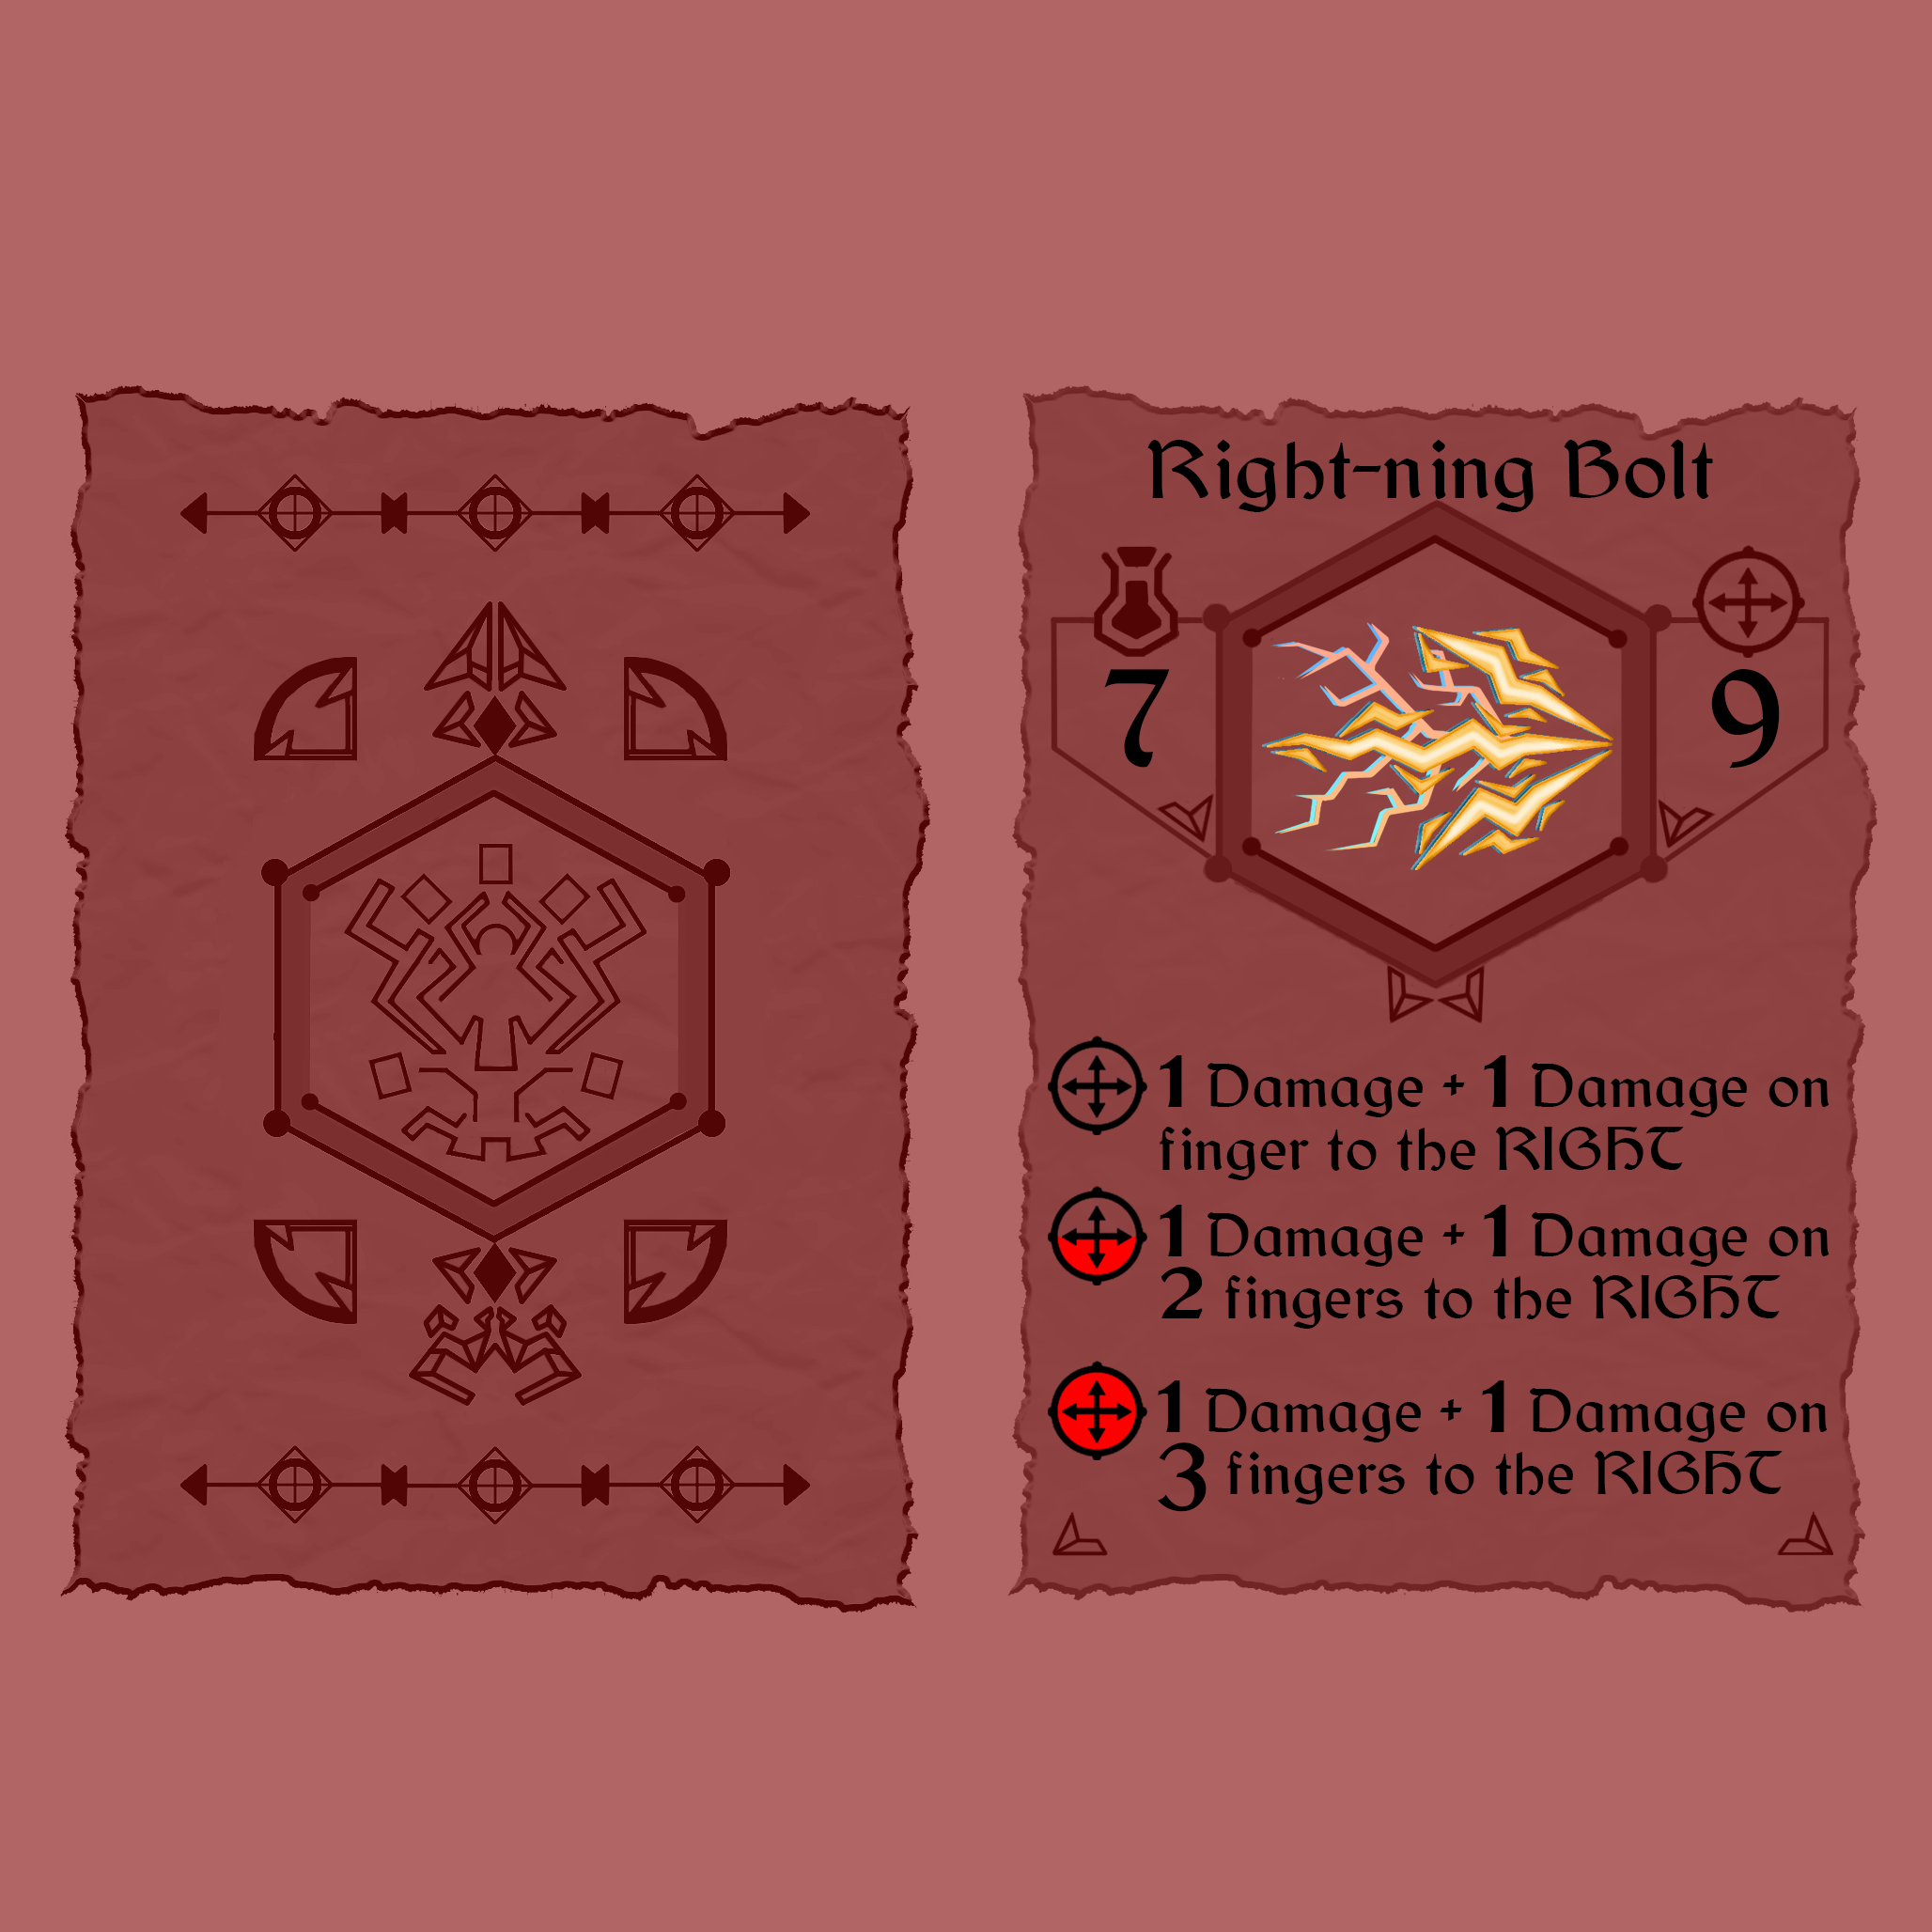 Right-ning Bolt
7
9
1 Damage + 1 Damage on
finger to the RIGHT
1 Damage + 1 Damage on
2 fingers to the RIGHT
1 Damage + 1 Damage on
3 fingers to the RIGHT